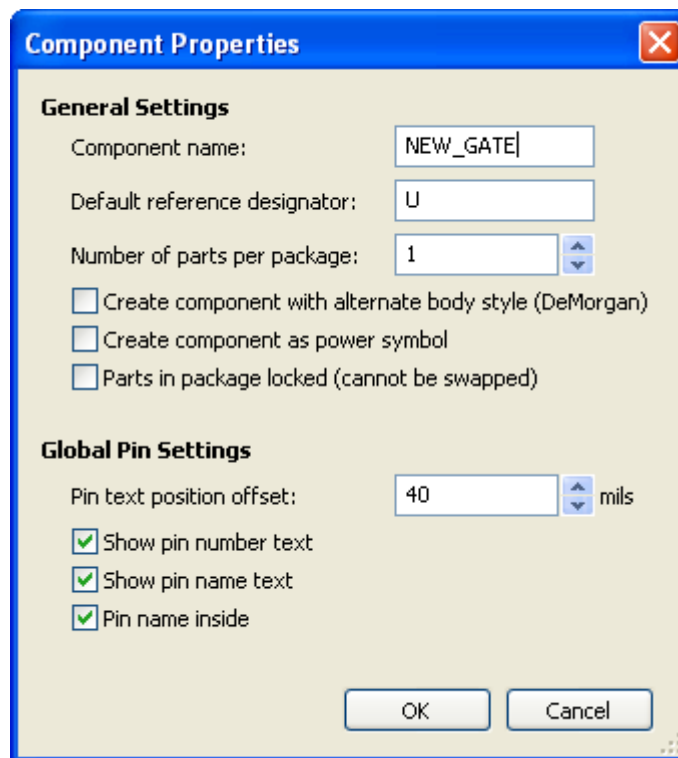 Component Properties
General Settings
Component name: NEW_GATE
Default reference designator: U
Number of parts per package: 1
Create component with alternate body style (DeMorgan)
Create component as power symbol
Parts in package locked (cannot be swapped)
Global Pin Settings
Pin text position offset: 40 mils
Show pin number text
Show pin name text
Pin name inside
OK Cancel